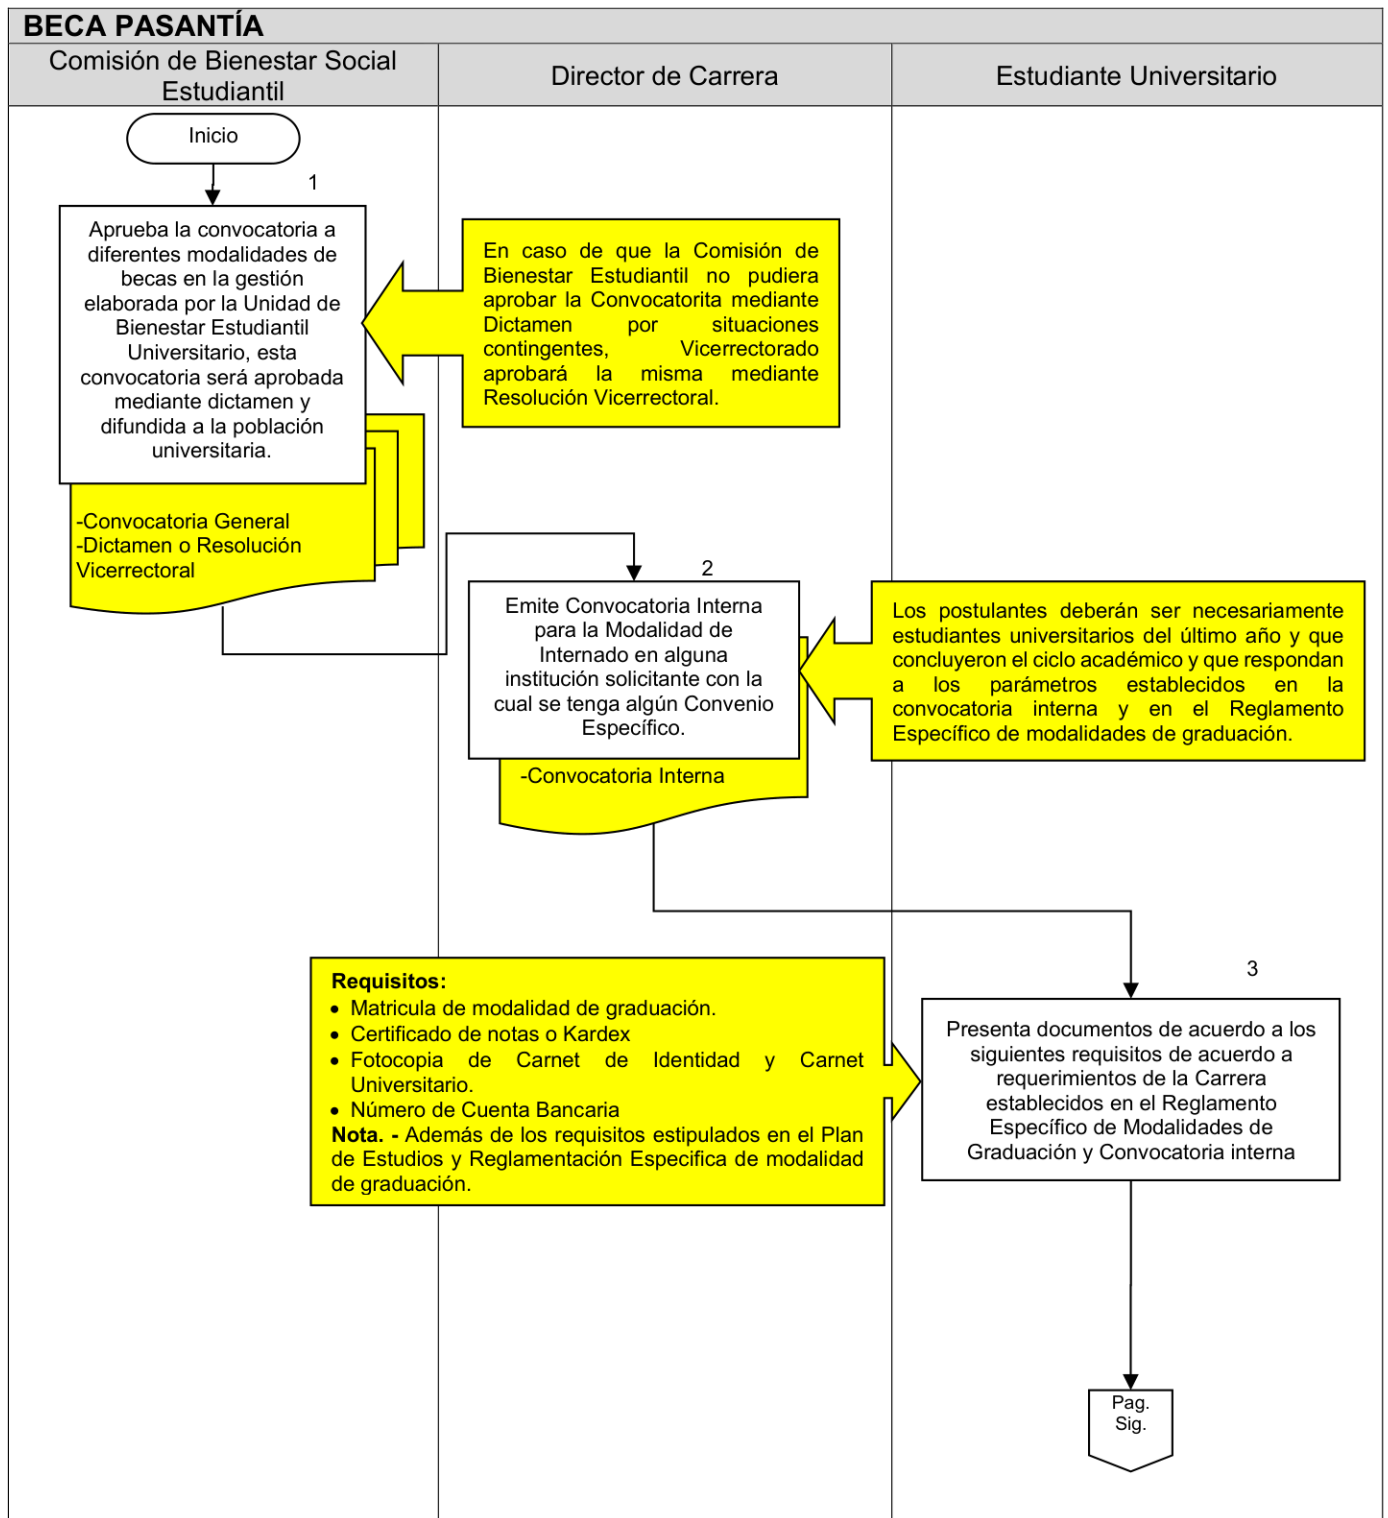 BECA PASANTÍA
Comisión de Bienestar Social
Estudiantil
Director de Carrera
Estudiante Universitario
Inicio
1
Aprueba la convocatoria a
diferentes modalidades de
becas en la gestión
elaborada por la Unidad de
Bienestar Estudiantil
Universitario, esta
convocatoria será aprobada
mediante dictamen y
difundida a la población
universitaria.
En caso de que la Comisión de
Bienestar Estudiantil no pudiera
aprobar la Convocatorita mediante
Dictamen por situaciones
contingentes, Vicerrectorado
aprobará la misma mediante
Resolución Vicerrectoral.
-Convocatoria General
-Dictamen o Resolución
Vicerrectoral
2
Emite Convocatoria Interna
para la Modalidad de
Internado en alguna
institución solicitante con la
cual se tenga algún Convenio
Específico.
-Convocatoria Interna
Los postulantes deberán ser necesariamente
estudiantes universitarios del último año y que
concluyeron el ciclo académico y que respondan
a los parámetros establecidos en la
convocatoria interna y en el Reglamento
Específico de modalidades de graduación.
Requisitos:
• Matricula de modalidad de graduación.
• Certificado de notas o Kardex
• Fotocopia de Carnet de Identidad y Carnet
Universitario.
• Número de Cuenta Bancaria
Nota. - Además de los requisitos estipulados en el Plan
de Estudios y Reglamentación Especifica de modalidad
de graduación.
3
Presenta documentos de acuerdo a los
siguientes requisitos de acuerdo a
requerimientos de la Carrera
establecidos en el Reglamento
Específico de Modalidades de
Graduación y Convocatoria interna
Pag.
Sig.